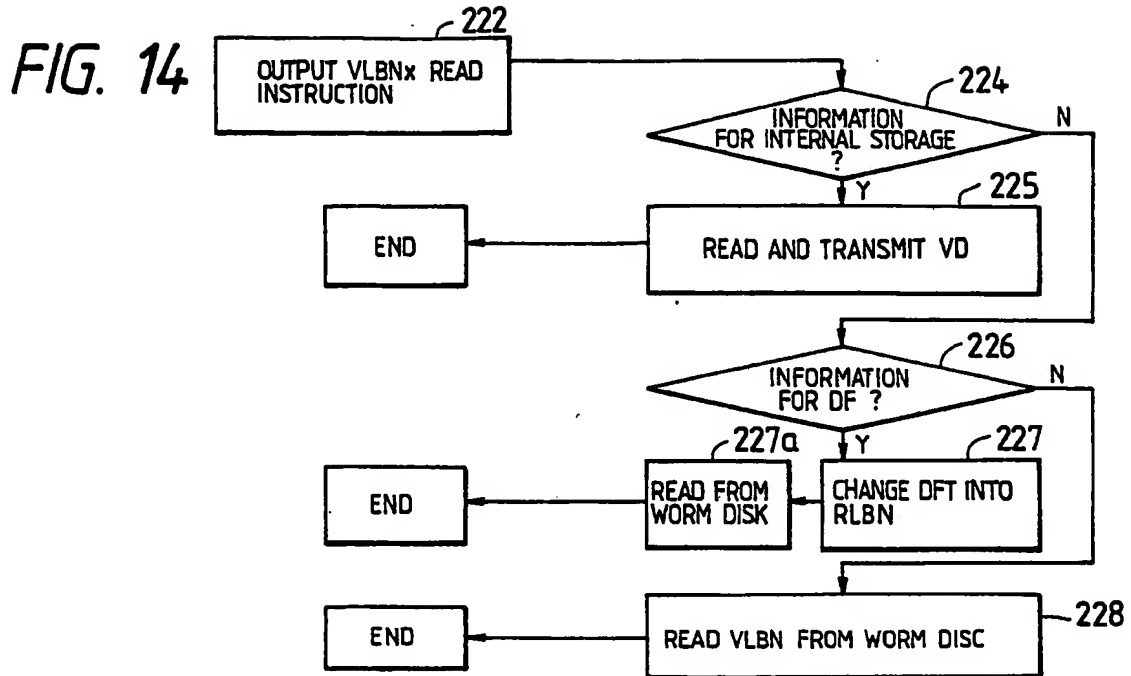 FIG. 14
222
OUTPUT VLBNx READ
INSTRUCTION
224
INFORMATION
FOR INTERNAL STORAGE
?
N
Y
225
END
READ AND TRANSMIT VD
226
INFORMATION
FOR DF ?
N
Y
227a
227
END
READ FROM
WORM DISK
CHANGE DFT INTO
RLBN
END
READ VLBN FROM WORM DISC
228